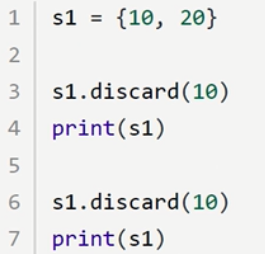 1 s1 = {10, 20}
2
3 s1.discard(10)
4 print(s1)
5
6 s1.discard(10)
7 print(s1)